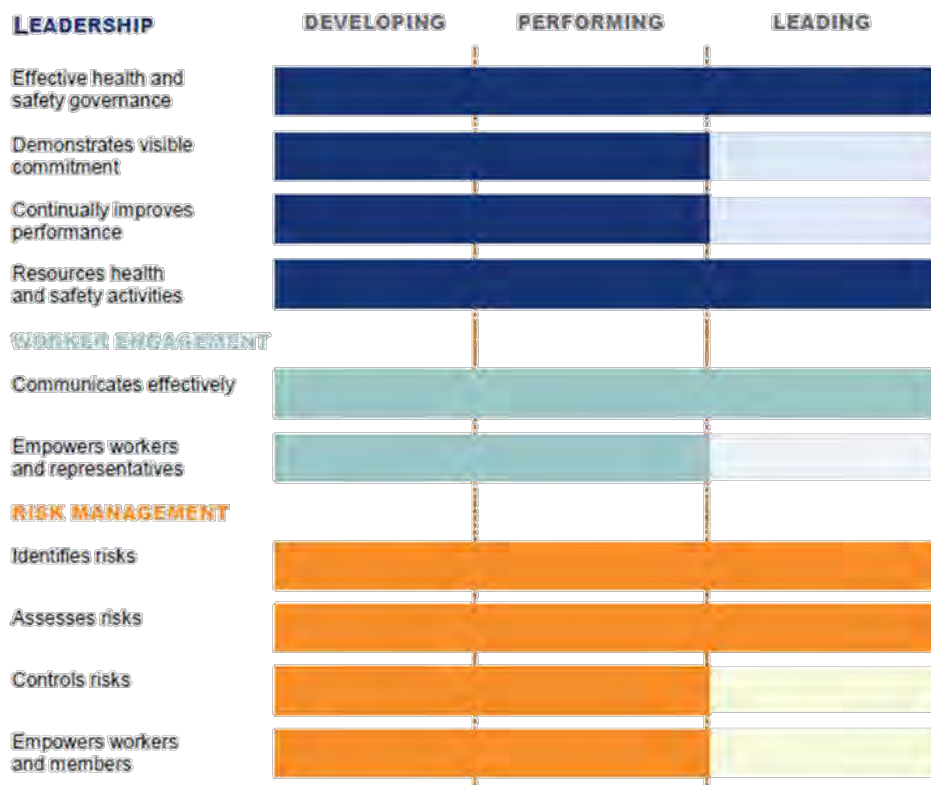 LEADERSHIP DEVELOPING PERFORMING LEADING
Effective health and
safety governance
Demonstrates visible
commitment
Continually improves
performance
Resources health
and safety activities
WORKER ENGAGEMENT
Communicates effectively
Empowers workers
and representatives
RISK MANAGEMENT
Identifies risks
Assesses risks
Controls risks
Empowers workers
and members